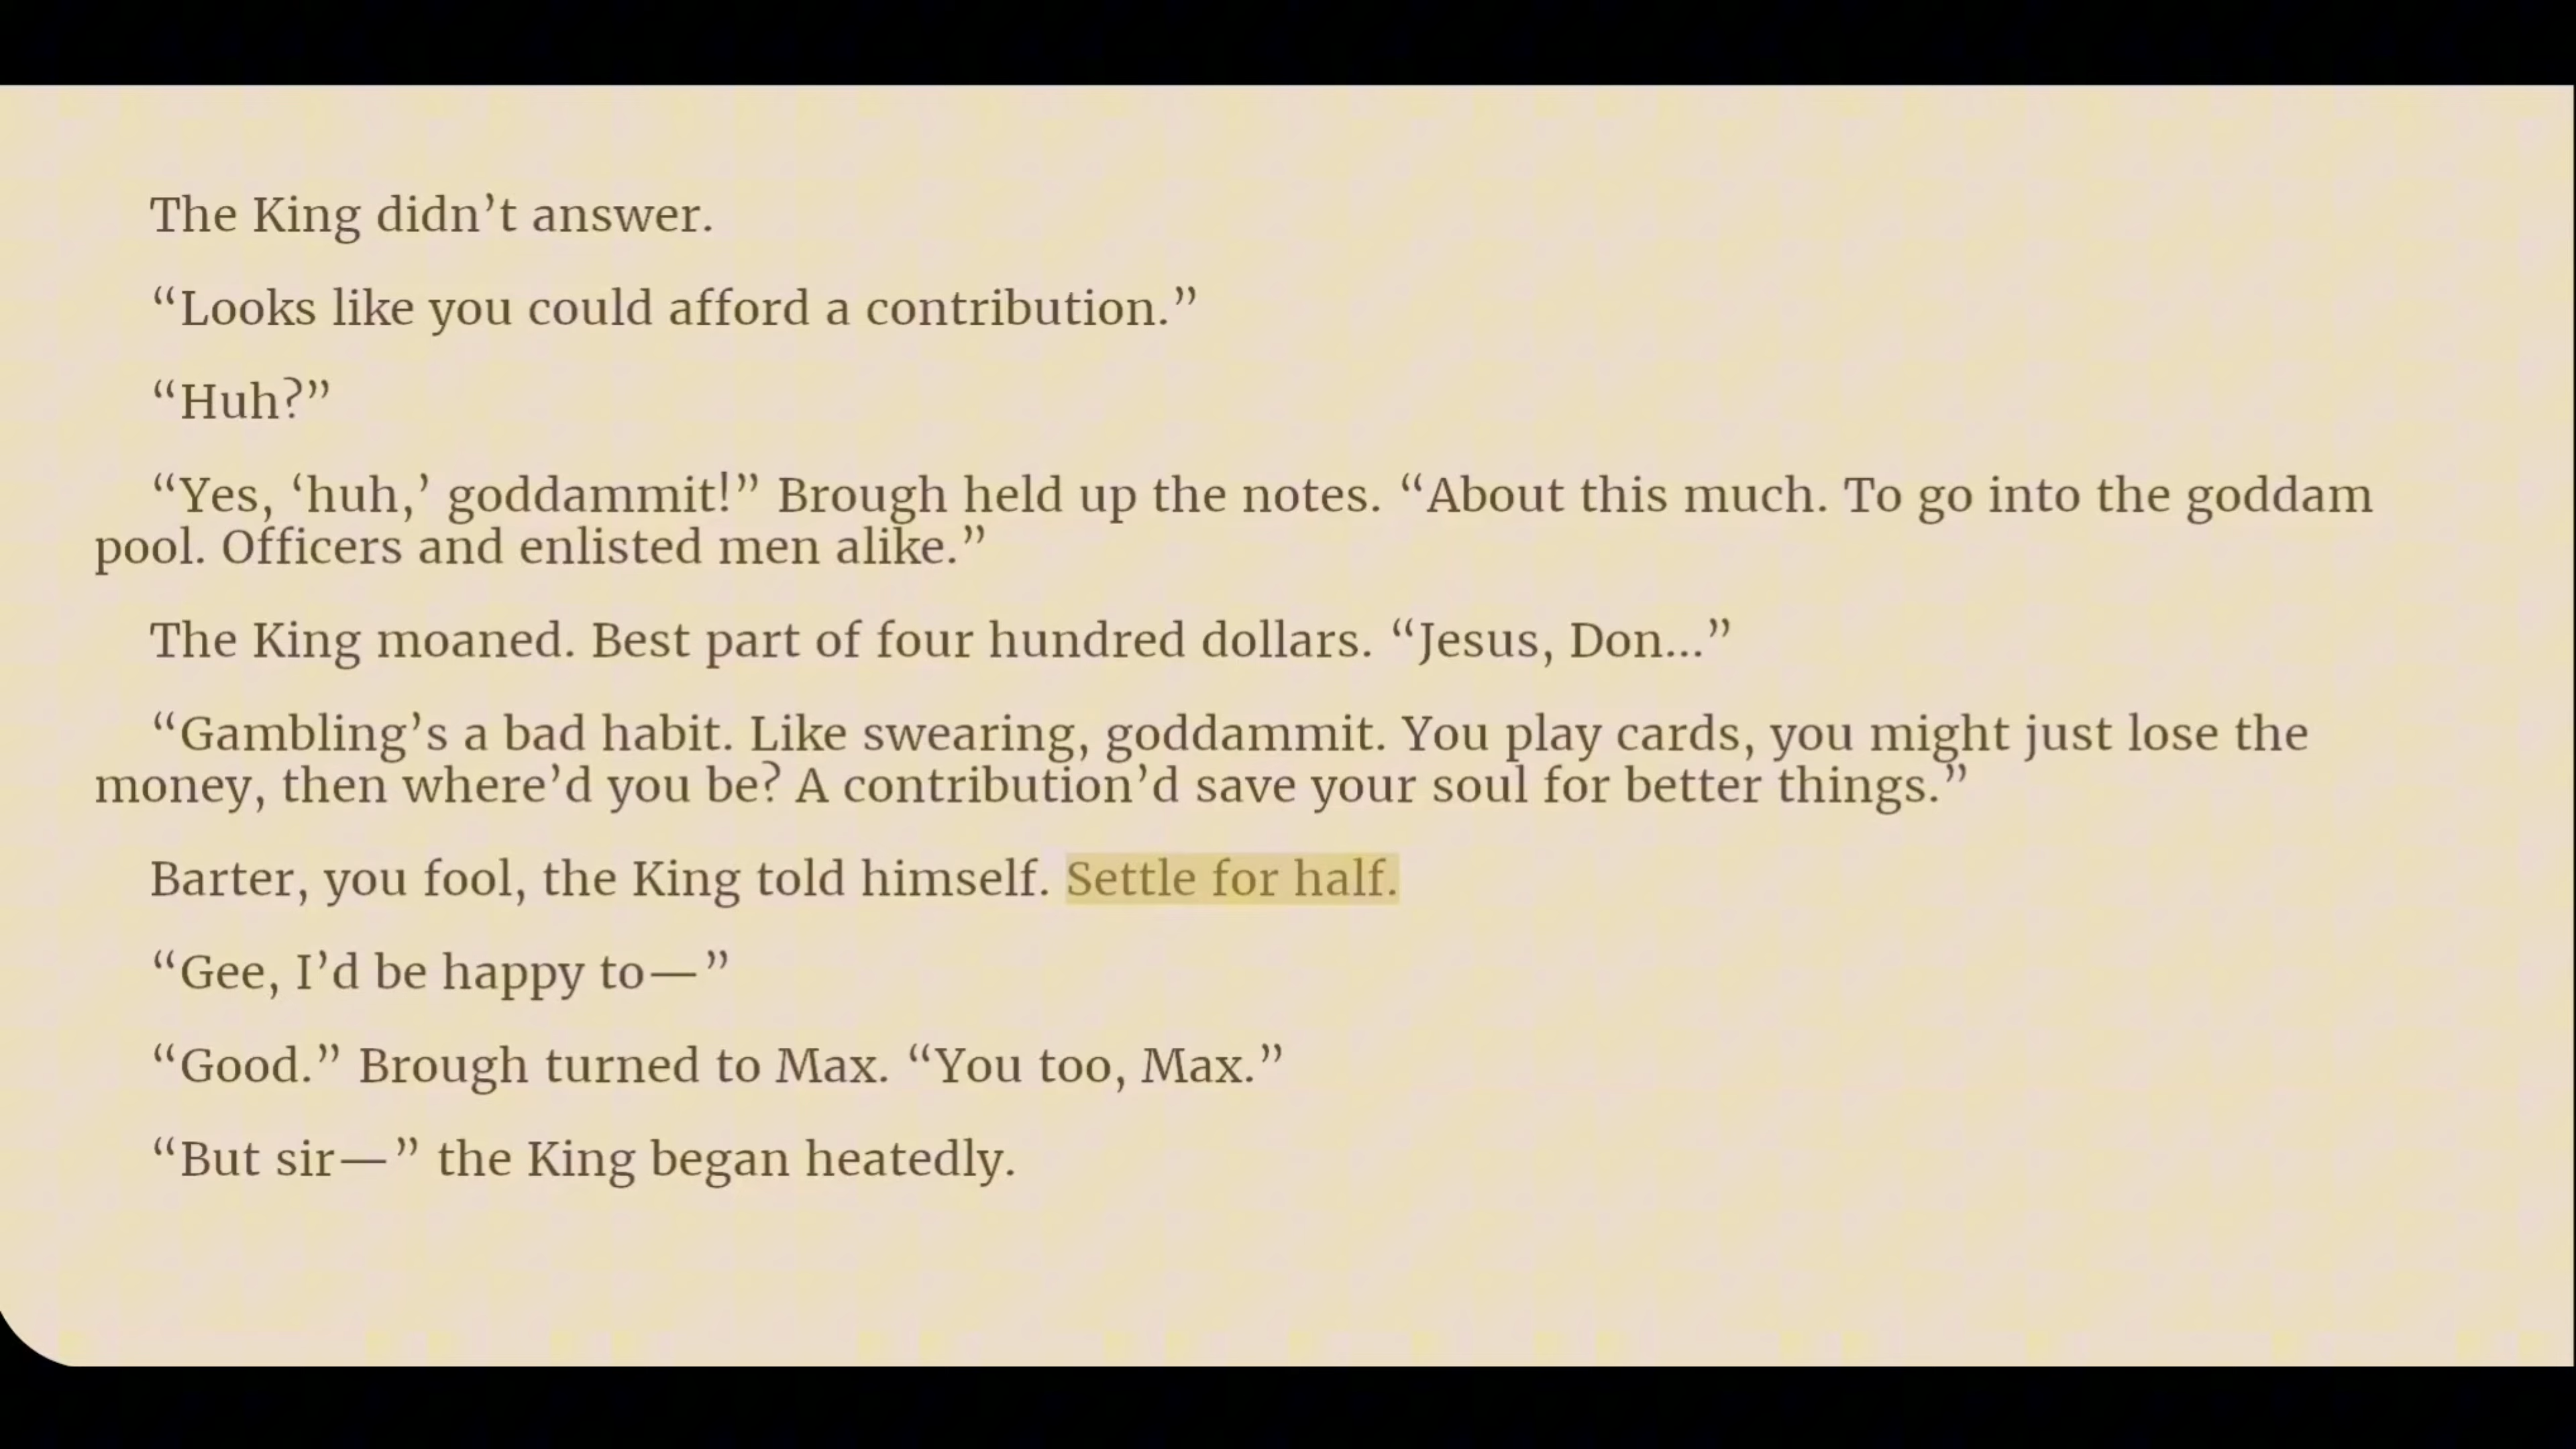 The King didn’t answer.
“Looks like you could afford a contribution.”
“Huh?”
“Yes, ‘huh,’ goddammit!” Brough held up the notes. “About this much. To go into the goddam
pool. Officers and enlisted men alike.”
The King moaned. Best part of four hundred dollars. “Jesus, Don...”
“Gambling’s a bad habit. Like swearing, goddammit. You play cards, you might just lose the
money, then where’d you be? A contribution’d save your soul for better things.”
Barter, you fool, the King told himself. Settle for half.
“Gee, I’d be happy to—”
“Good.” Brough turned to Max. “You too, Max.”
“But sir—” the King began heatedly.